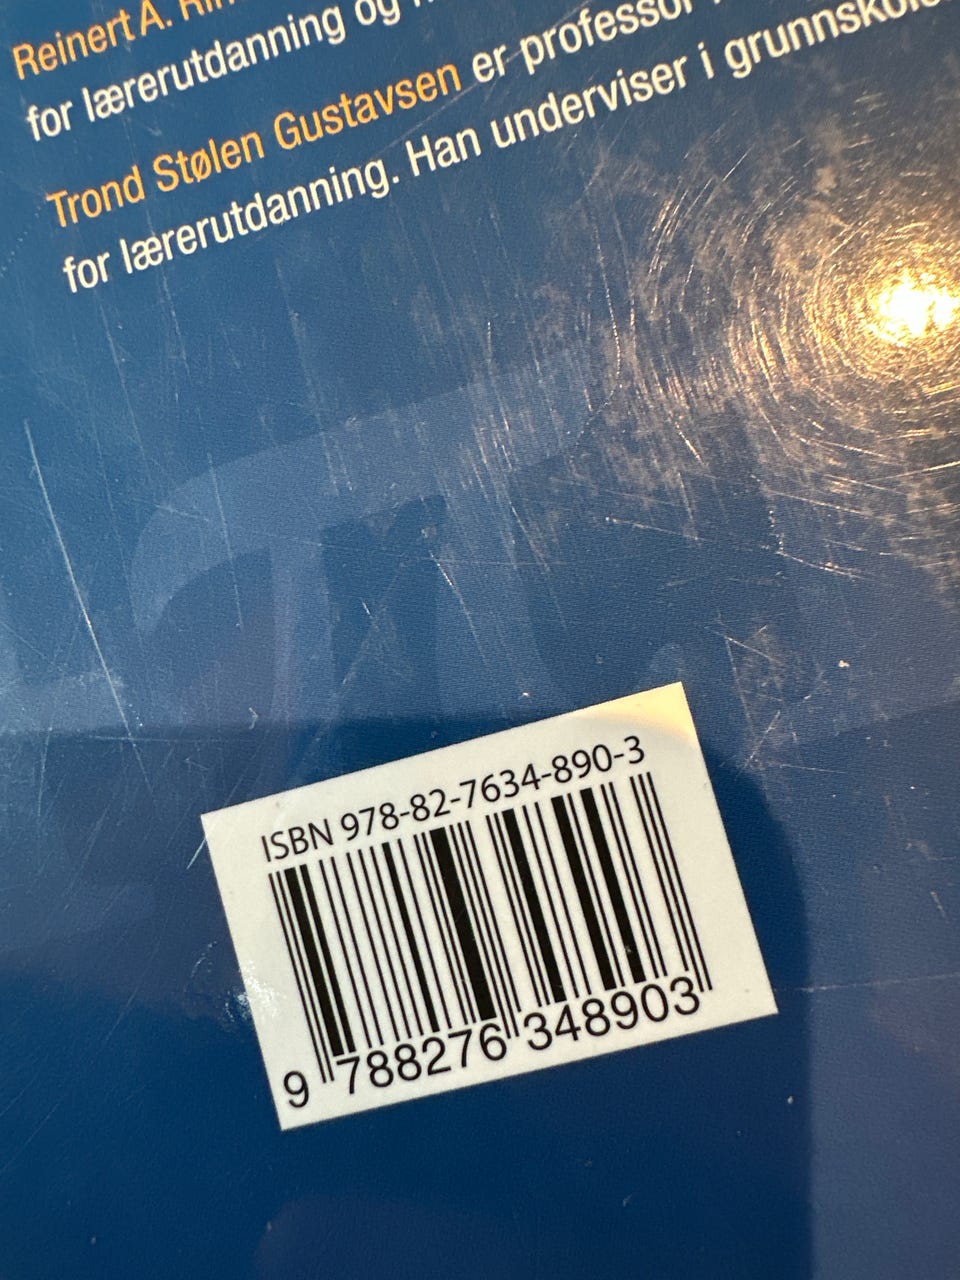 Reinert A.
for lærerutdanning og
Trond Stølen Gustavsen er professor
for lærerutdanning. Han underviser i
ISBN 978-82-7634-890-3
9 788276 348903